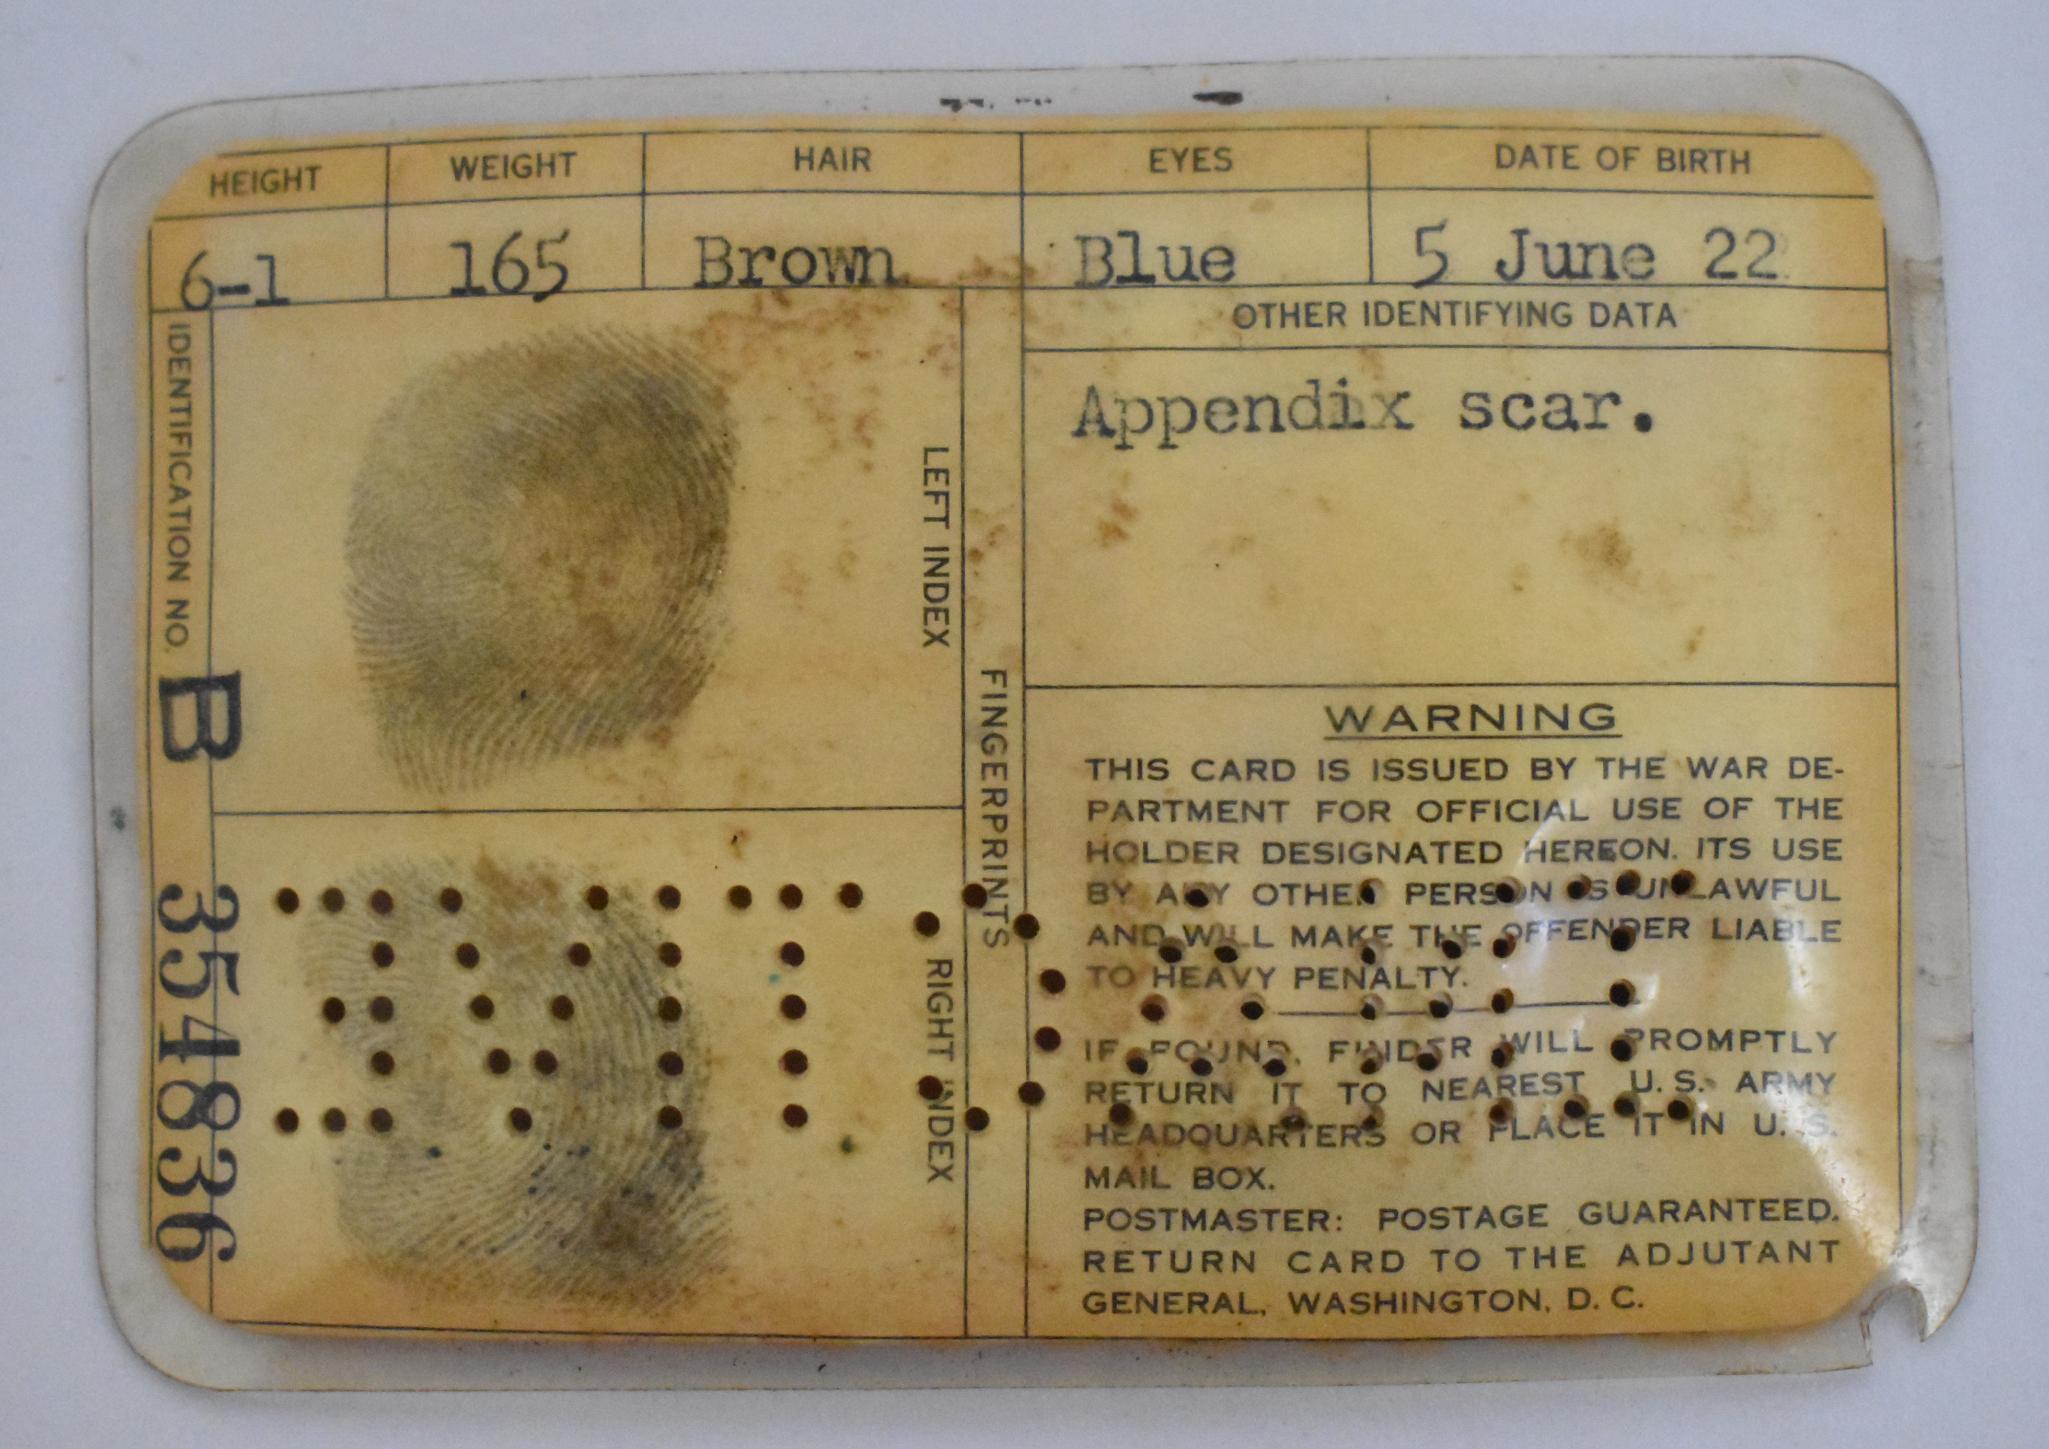 HEIGHT WEIGHT HAIR EYES DATE OF BIRTH
6-1 165 Brown Blue 5 June 22
IDENTIFICATION NO. B 354836
LEFT INDEX
RIGHT INDEX
FINGERPRINTS
OTHER IDENTIFYING DATA
Appendix scar.
WARNING
THIS CARD IS ISSUED BY THE WAR DE-
PARTMENT FOR OFFICIAL USE OF THE
HOLDER DESIGNATED HEREON. ITS USE
BY ANY OTHER PERSON IS UNLAWFUL
AND WILL MAKE THE OFFENDER LIABLE
TO HEAVY PENALTY.
IF FOUND, FINDER WILL PROMPTLY
RETURN IT TO NEAREST U.S. ARMY
HEADQUARTERS OR PLACE IT IN U.S.
MAIL BOX.
POSTMASTER: POSTAGE GUARANTEED.
RETURN CARD TO THE ADJUTANT
GENERAL, WASHINGTON, D.C.
INACTIVE